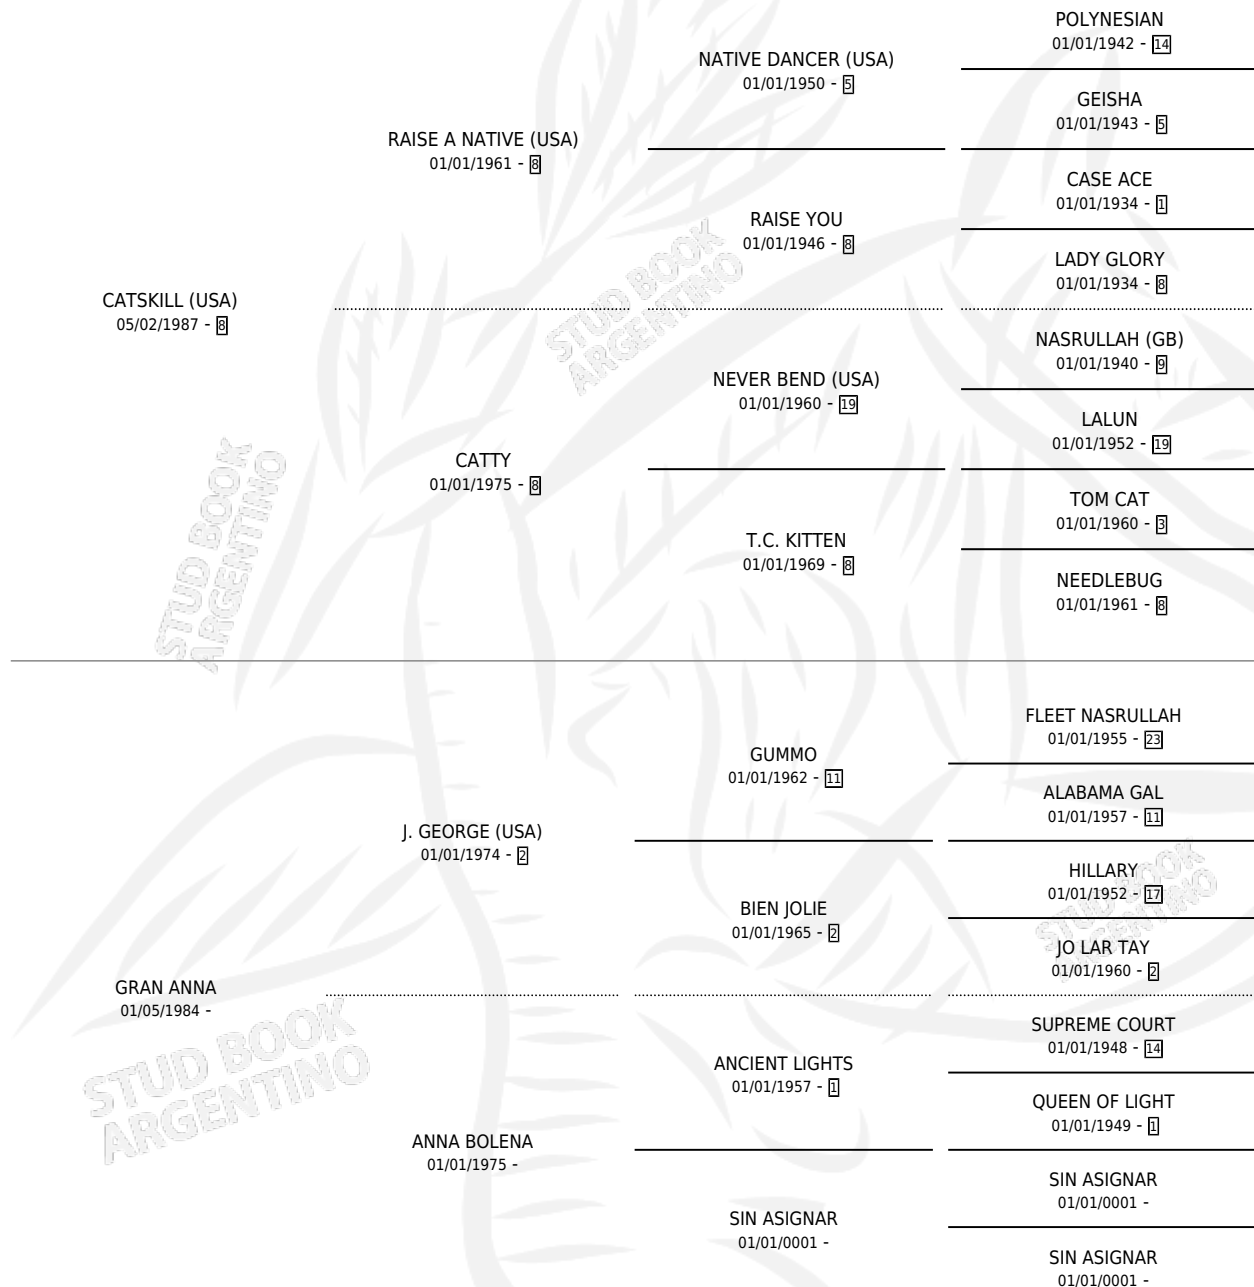 POLYNESIAN
01/01/1942 - 14
NATIVE DANCER (USA)
01/01/1950 - 5
GEISHA
01/01/1943 - 5
RAISE A NATIVE (USA)
01/01/1961 - 8
CASE ACE
01/01/1934 - 1
RAISE YOU
01/01/1946 - 8
LADY GLORY
01/01/1934 - 8
CATSKILL (USA)
05/02/1987 - 8
STUD BOOK
ARGENTINO
NASRULLAH (GB)
01/01/1940 - 9
NEVER BEND (USA)
01/01/1960 - 19
LALUN
01/01/1952 - 19
CATTY
01/01/1975 - 8
TOM CAT
01/01/1960 - 3
T.C. KITTEN
01/01/1969 - 8
NEEDLEBUG
01/01/1961 - 8
STUD BOOK
ARGENTINO
FLEET NASRULLAH
01/01/1955 - 23
GUMMO
01/01/1962 - 11
ALABAMA GAL
01/01/1957 - 11
J. GEORGE (USA)
01/01/1974 - 2
HILLARY
01/01/1952 - 17
BIEN JOLIE
01/01/1965 - 2
JO LAR TAY
01/01/1960 - 2
STUD BOOK
ARGENTINO
GRAN ANNA
01/05/1984 -
STUD BOOK
ARGENTINO
SUPREME COURT
01/01/1948 - 14
ANCIENT LIGHTS
01/01/1957 - 1
QUEEN OF LIGHT
01/01/1949 - 1
ANNA BOLENA
01/01/1975 -
SIN ASIGNAR
01/01/0001 -
SIN ASIGNAR
01/01/0001 -
SIN ASIGNAR
01/01/0001 -